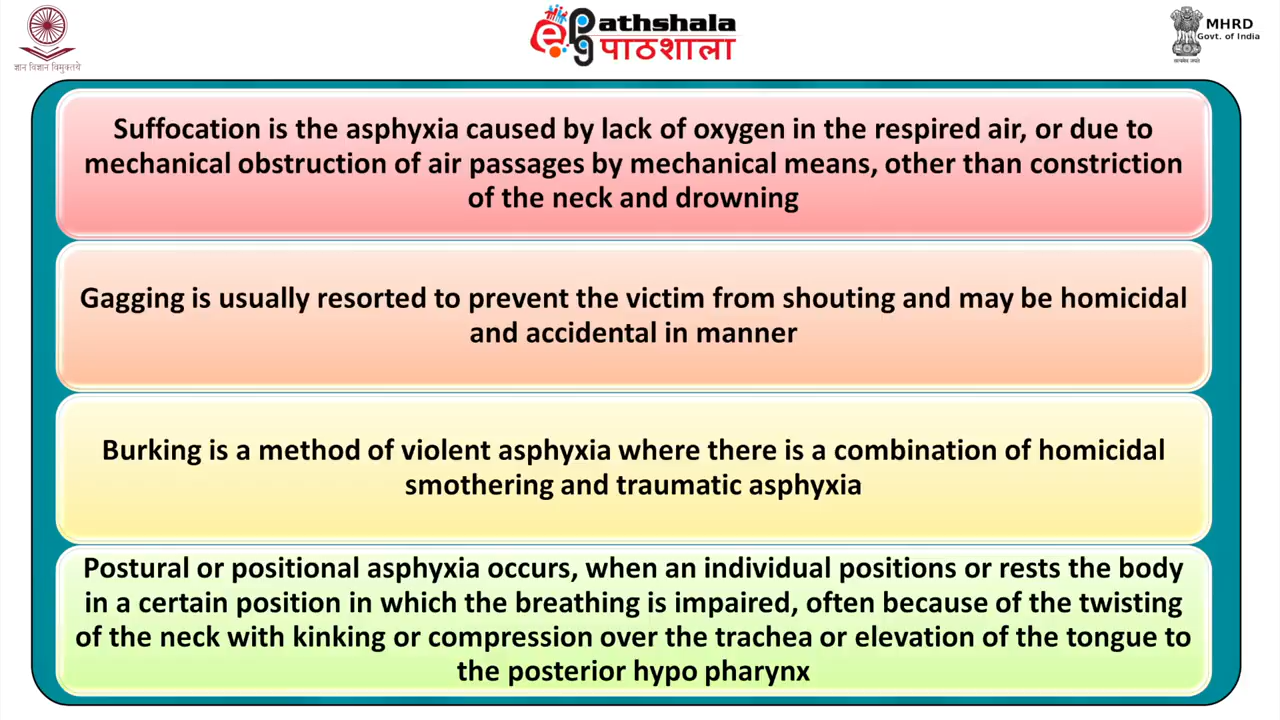 ज्ञान विज्ञान विमुक्तये
e
PG
Pathshala
पाठशाला
सत्यमेव जयते
MHRD
Govt. of India
Suffocation is the asphyxia caused by lack of oxygen in the respired air, or due to
mechanical obstruction of air passages by mechanical means, other than constriction
of the neck and drowning
Gagging is usually resorted to prevent the victim from shouting and may be homicidal
and accidental in manner
Burking is a method of violent asphyxia where there is a combination of homicidal
smothering and traumatic asphyxia
Postural or positional asphyxia occurs, when an individual positions or rests the body
in a certain position in which the breathing is impaired, often because of the twisting
of the neck with kinking or compression over the trachea or elevation of the tongue to
the posterior hypo pharynx